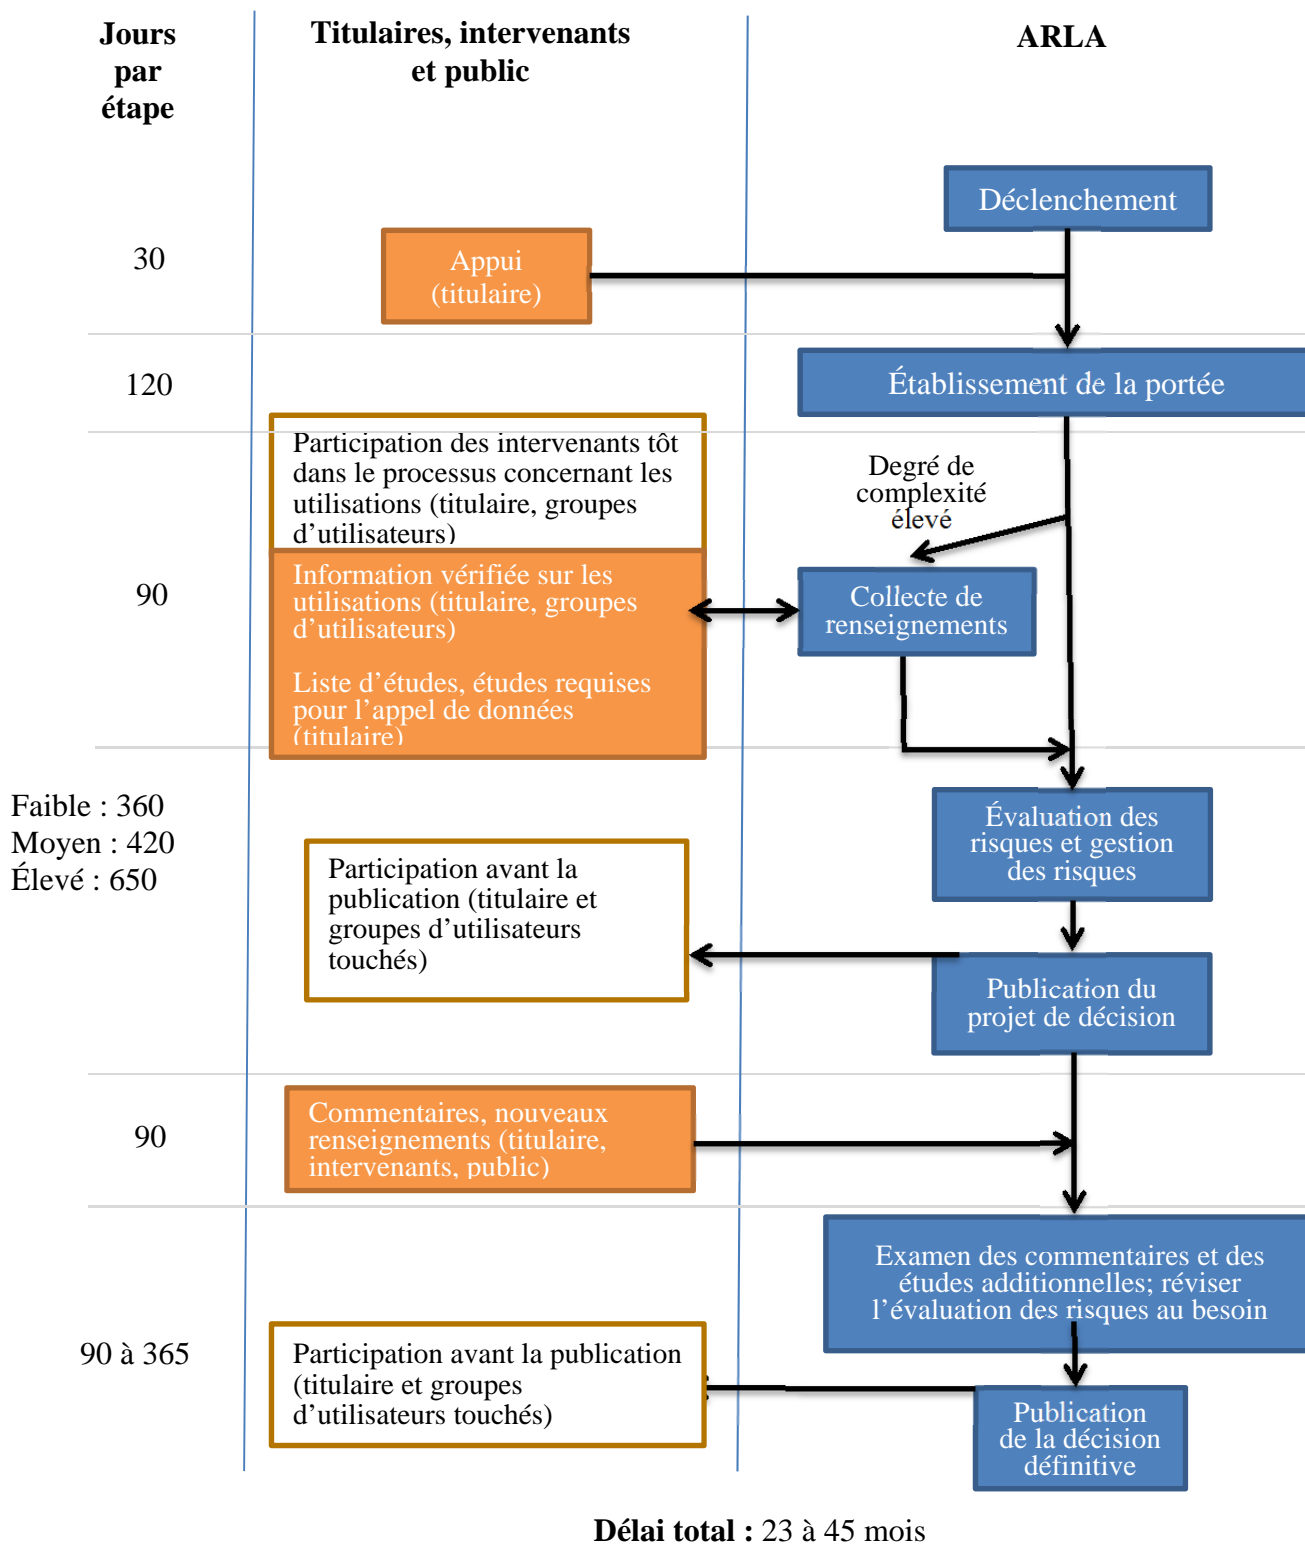 Jours
par
étape
Titulaires, intervenants
et public
ARLA
Déclenchement
30
Appui
(titulaire)
120
Établissement de la portée
Participation des intervenants tôt
dans le processus concernant les
utilisations (titulaire, groupes
d’utilisateurs)
Degré de
complexité
élevé
90
Information vérifiée sur les
utilisations (titulaire, groupes
d’utilisateurs)
Liste d’études, études requises
pour l’appel de données
(titulaire)
Collecte de
renseignements
Faible : 360
Moyen : 420
Élevé : 650
Évaluation des
risques et gestion
des risques
Participation avant la
publication (titulaire et
groupes d’utilisateurs
touchés)
Publication du
projet de décision
90
Commentaires, nouveaux
renseignements (titulaire,
intervenants, public)
Examen des commentaires et des
études additionnelles; réviser
l’évaluation des risques au besoin
90 à 365
Participation avant la publication
(titulaire et groupes
d’utilisateurs touchés)
Publication
de la décision
définitive
Délai total : 23 à 45 mois